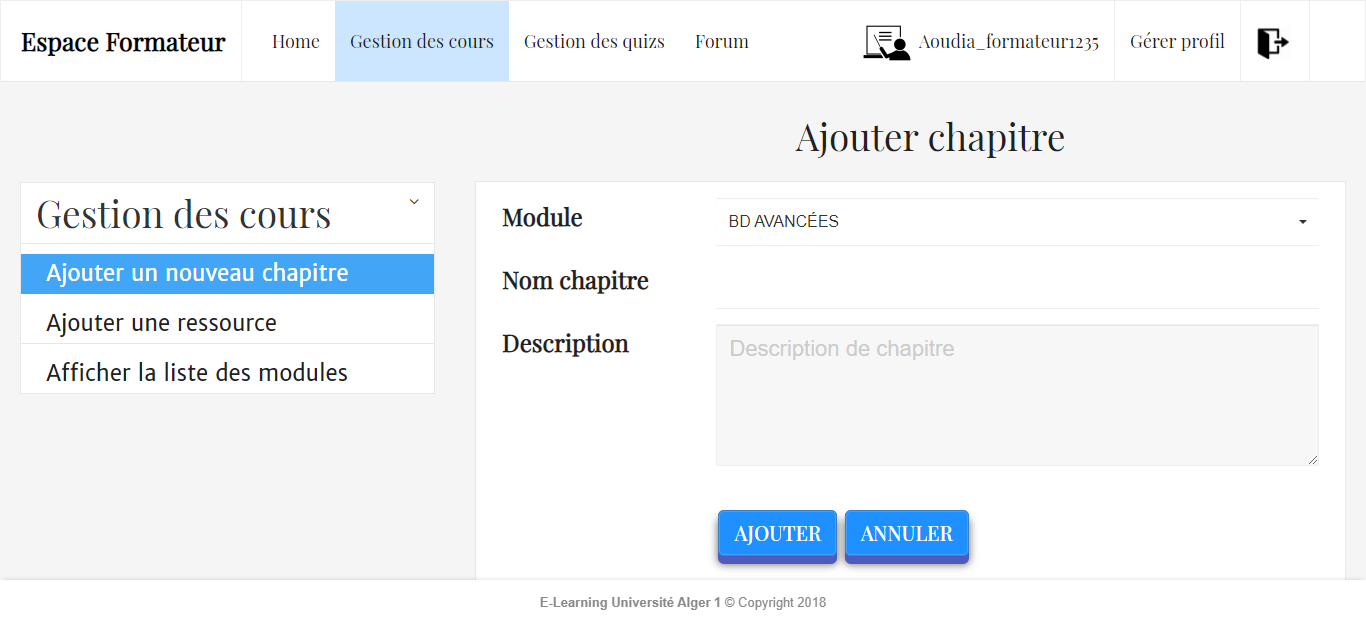 Espace Formateur Home Gestion des cours Gestion des quizs Forum Aoudia_formateur1235 Gérer profil
Ajouter chapitre
Gestion des cours
Ajouter un nouveau chapitre
Ajouter une ressource
Afficher la liste des modules
Module BD AVANCÉES
Nom chapitre
Description Description de chapitre
AJOUTER ANNULER
E-Learning Université Alger 1 © Copyright 2018